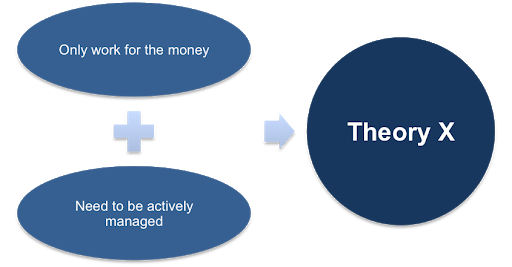 Only work for the money
Need to be actively
managed
Theory X